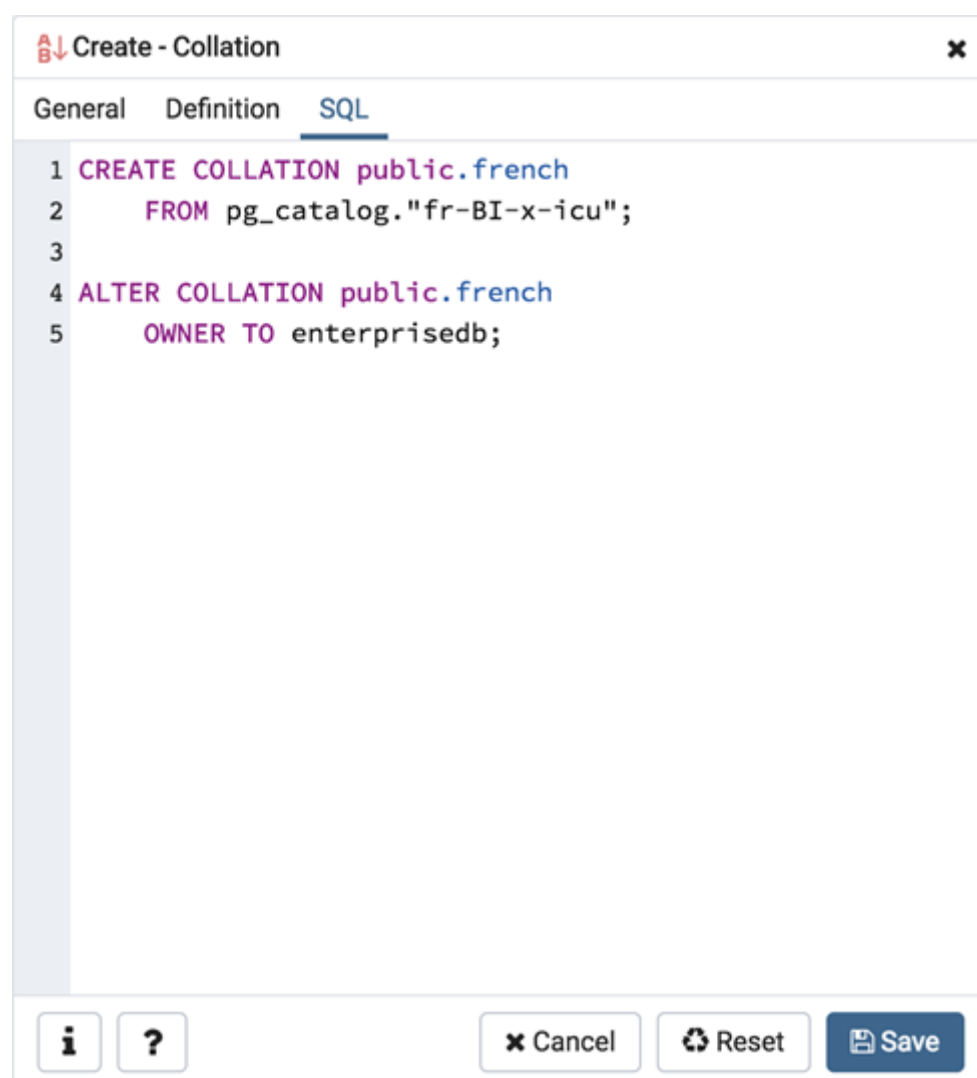 Create - Collation
General Definition SQL
1 CREATE COLLATION public.french
2 FROM pg_catalog."fr-BI-x-icu";
3
4 ALTER COLLATION public.french
5 OWNER TO enterprisedb;
i ? Cancel Reset Save